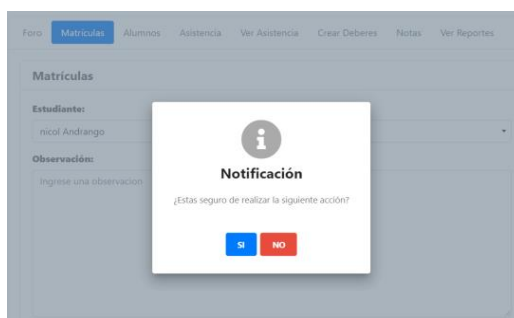 Foro Matrículas Alumnos Asistencia Ver Asistencia Crear Deberes Notas Ver Reportes
Matrículas
Estudiante:
nicol Andrango
Observación:
Ingrese una observacion
Notificación
¿Estas seguro de realizar la siguiente acción?
SI NO